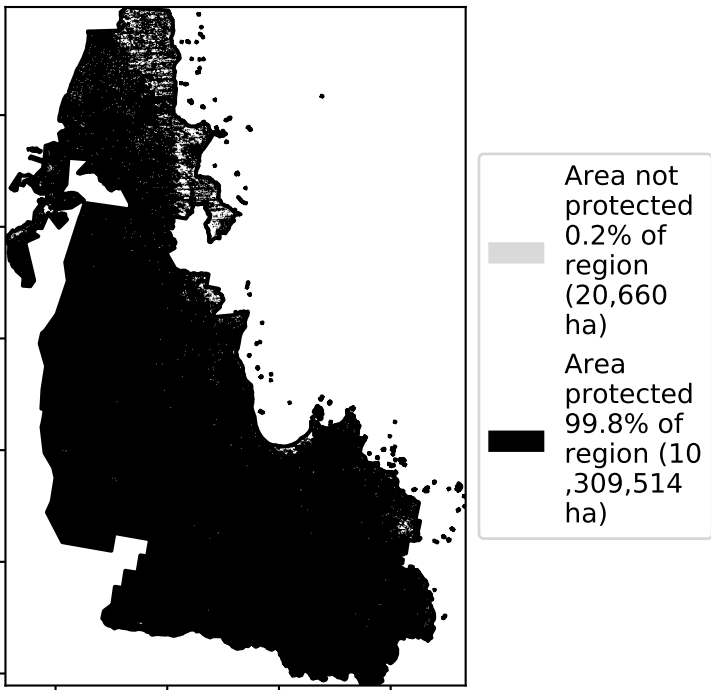 Area not
protected
0.2% of
region
(20,660
ha)
Area
protected
99.8% of
region (10
,309,514
ha)